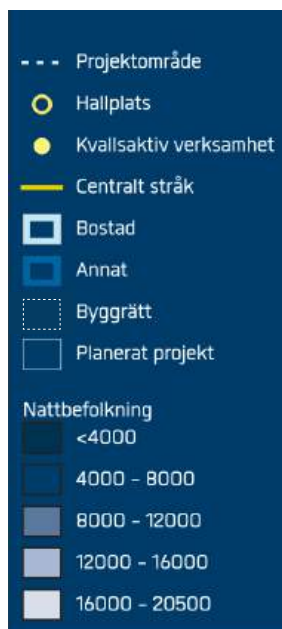 Projektområde
Hallplats
Kvallsaktiv verksamhet
Centralt stråk
Bostad
Annat
Byggrätt
Planerat projekt
Nattbefolkning
<4000
4000 - 8000
8000 - 12000
12000 - 16000
16000 - 20500